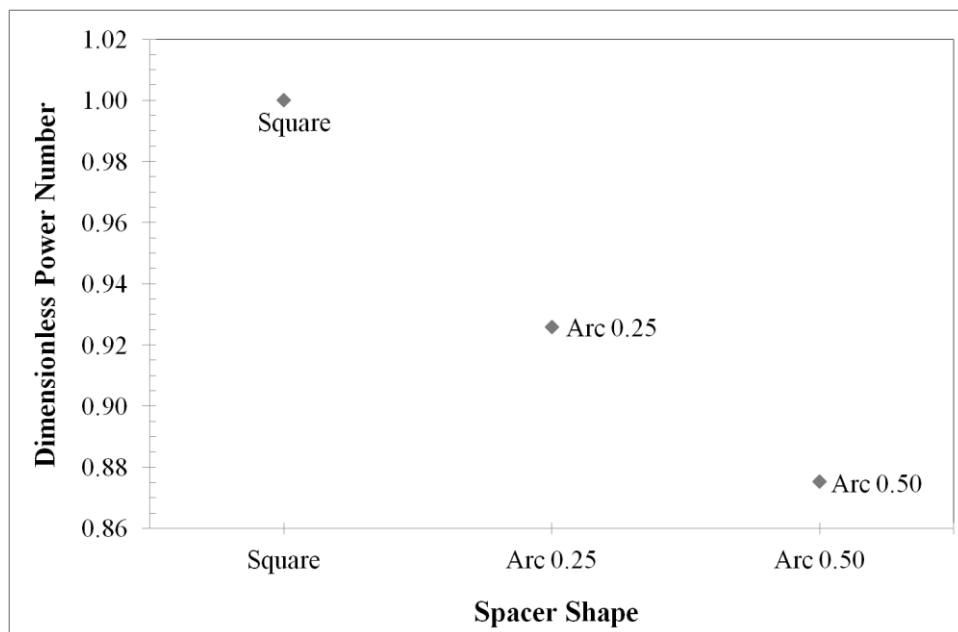 1.02
1.00
Square
0.98
0.96
0.94
Arc 0.25
0.92
0.90
0.88
Arc 0.50
0.86
Square Arc 0.25 Arc 0.50
Spacer Shape
Dimensionless Power Number